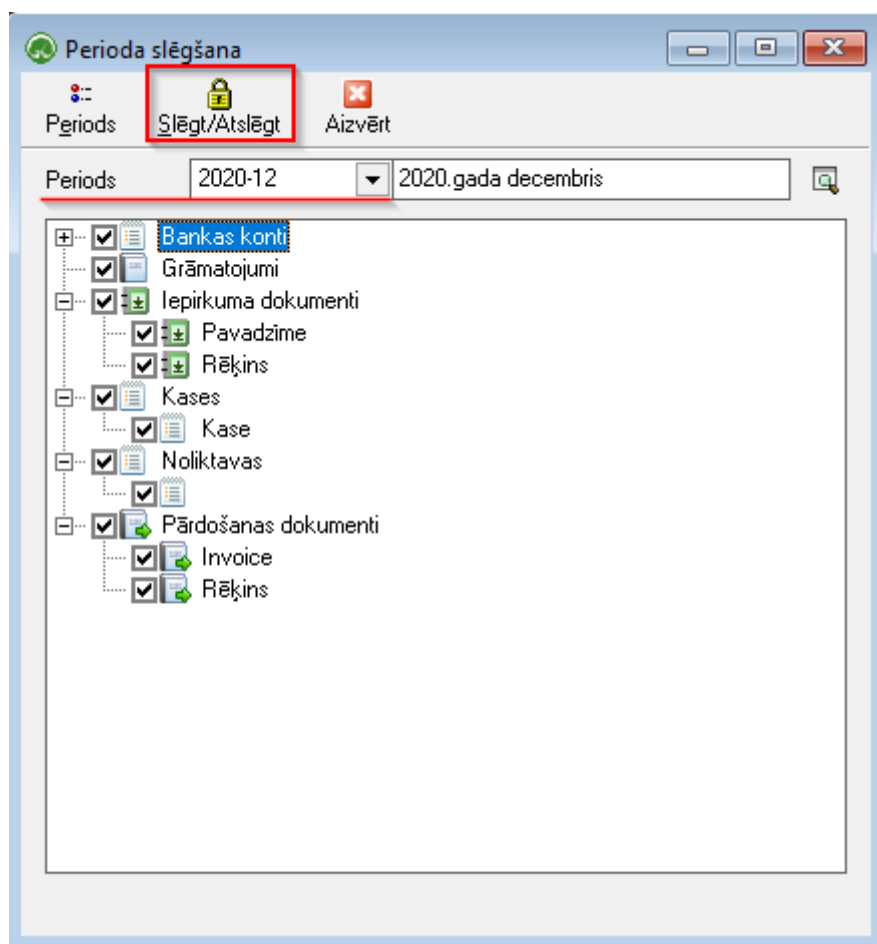 Perioda slēgšana
Periods Slēgt/Atslēgt Aizvērt
Periods 2020-12 2020.gada decembris
Bankas konti
Grāmatojumi
Iepirkuma dokumenti
Pavadzīme
Rēķins
Kases
Kase
Noliktavas
Pārdošanas dokumenti
Invoice
Rēķins